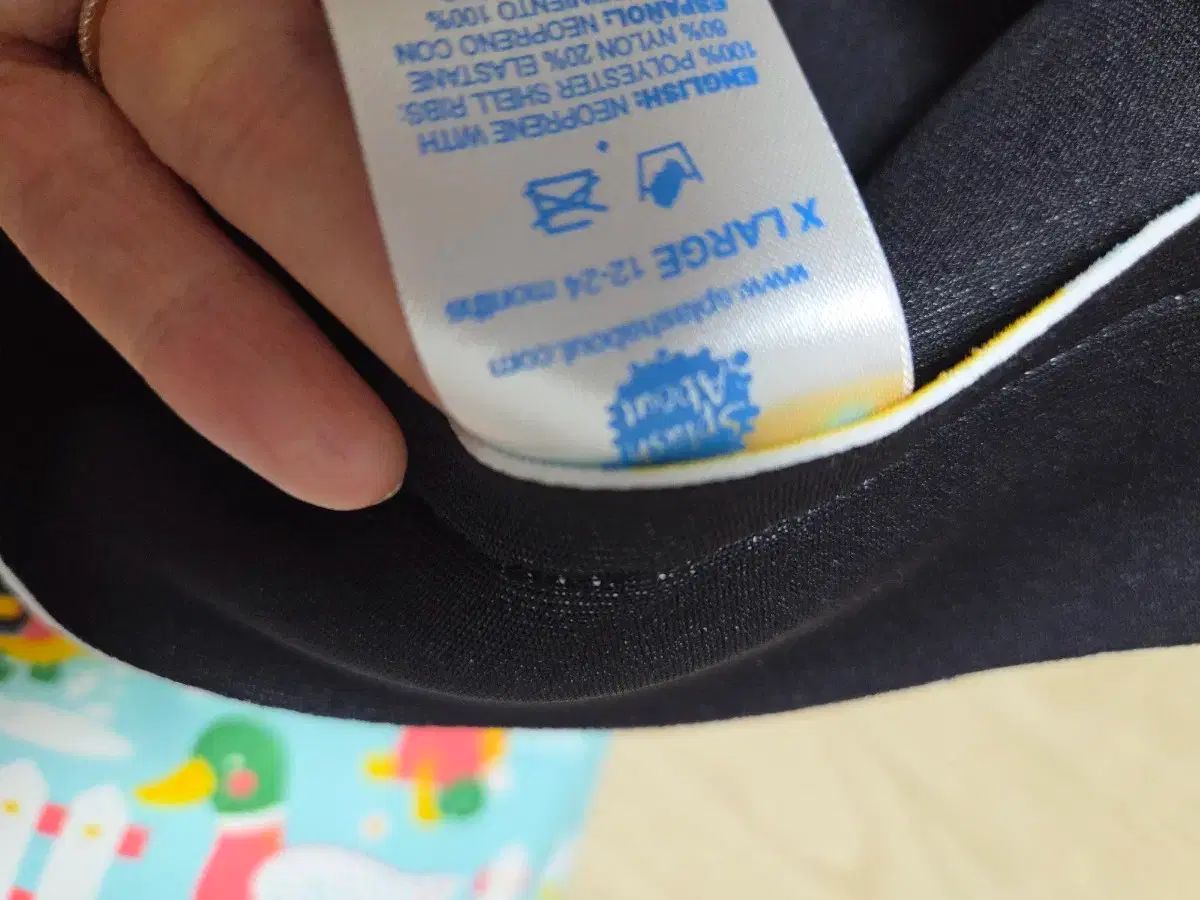 Splash
About
www.splashabout.com
X LARGE 12-24 months
ENGLISH: NEOPRENE WITH
100% POLYESTER SHELL RIBS:
80% NYLON 20% ELASTANE
ESPAÑOL: NEOPRENO CON
100%